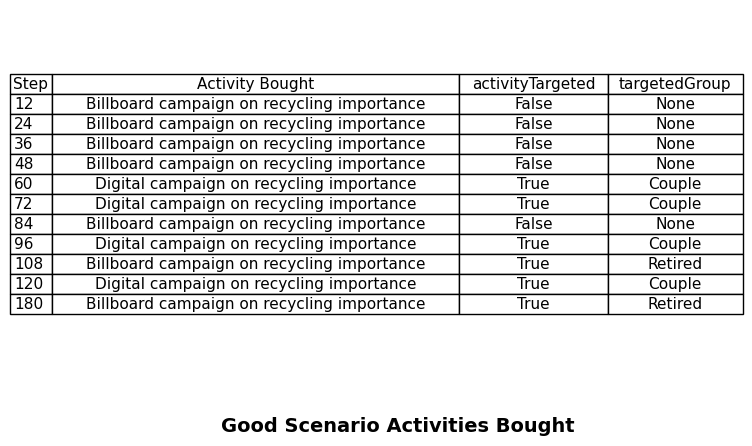 Step Activity Bought activityTargeted targetedGroup
12 Billboard campaign on recycling importance False None
24 Billboard campaign on recycling importance False None
36 Billboard campaign on recycling importance False None
48 Billboard campaign on recycling importance False None
60 Digital campaign on recycling importance True Couple
72 Digital campaign on recycling importance True Couple
84 Billboard campaign on recycling importance False None
96 Digital campaign on recycling importance True Couple
108 Billboard campaign on recycling importance True Retired
120 Digital campaign on recycling importance True Couple
180 Billboard campaign on recycling importance True Retired
Good Scenario Activities Bought